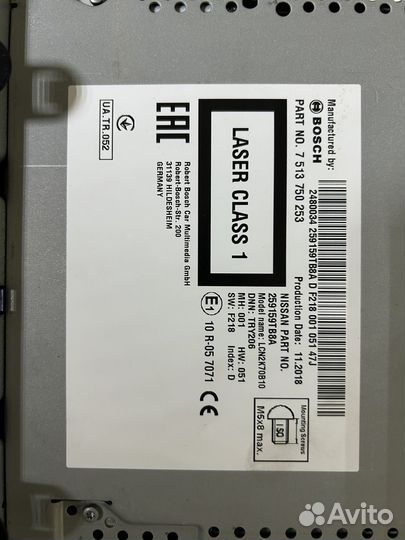 Manufactured by:
BOSCH
PART NO. 7 513 750 253
2480034 259159TB8A D F218 001 051 47J
Production Date: 11.2018
NISSAN PART NO.
259159TB8A
Model name: LCN2K70B10
DNN: TRY206
MH: 001 HW: 051
SW: F218 Index: D
LASER CLASS 1
E1 10 R-05 7071 CE
Mounting Screws
ISO
M5x8 max.
EAC
Robert Bosch Car Multimedia GmbH
Robert-Bosch-Str. 200
31139 HILDESHEIM
GERMANY
UA.TR.052
Avito